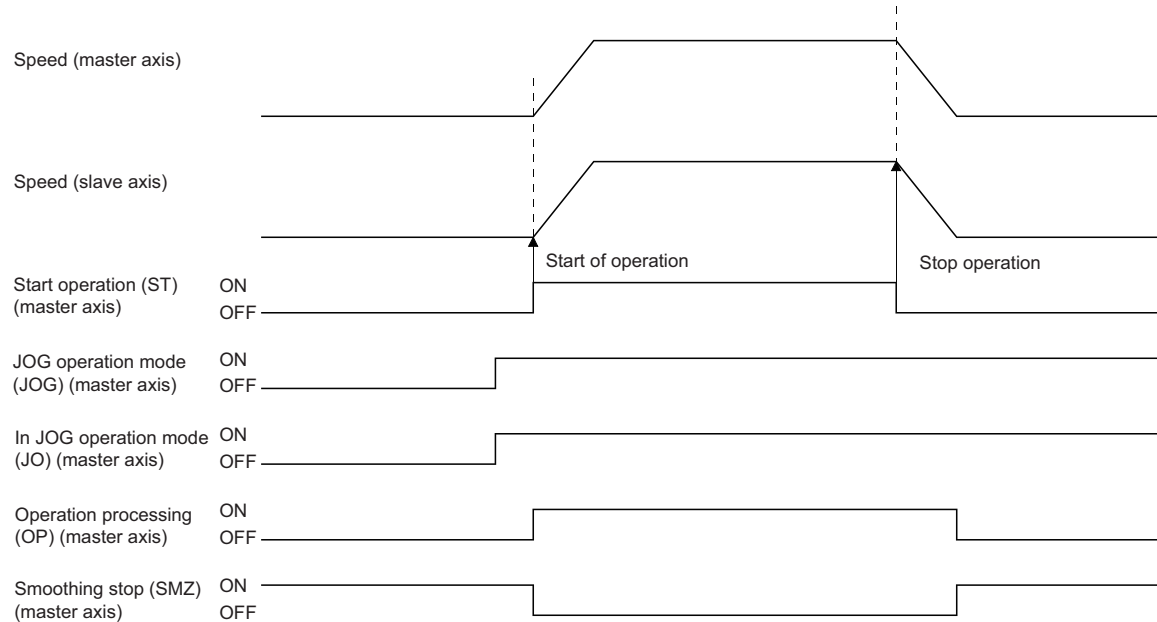 Speed (master axis)
Speed (slave axis)
Start of operation
Stop operation
Start operation (ST)
(master axis)
ON
OFF
JOG operation mode
(JOG) (master axis)
ON
OFF
In JOG operation mode
(JO) (master axis)
ON
OFF
Operation processing
(OP) (master axis)
ON
OFF
Smoothing stop (SMZ)
(master axis)
ON
OFF